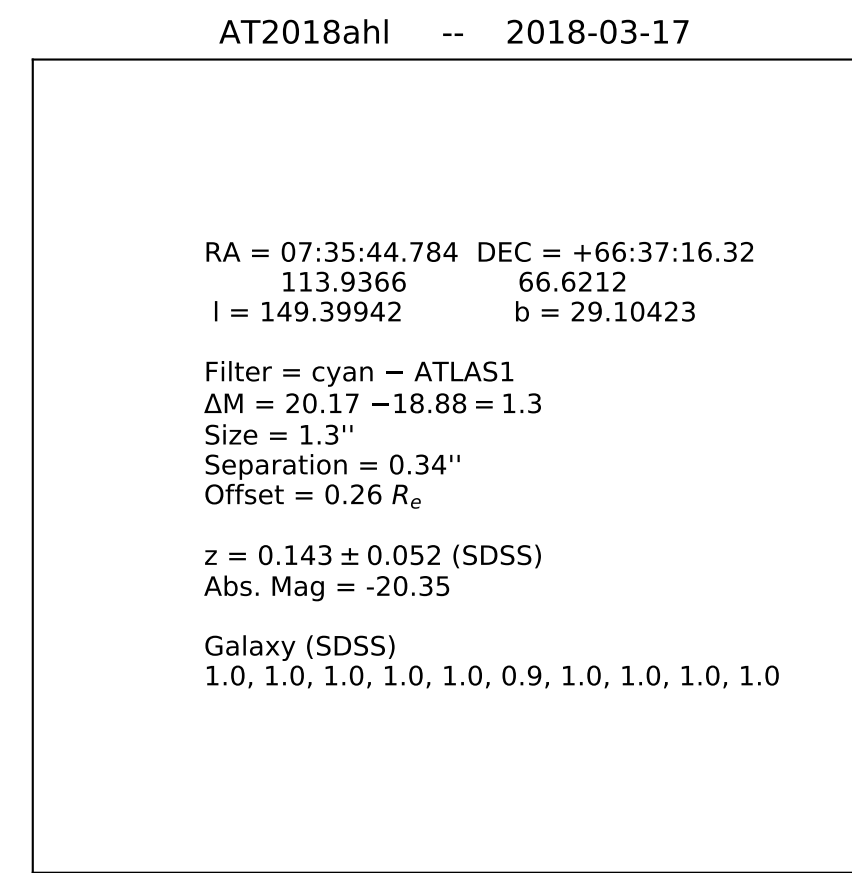 AT2018ahl -- 2018-03-17
RA = 07:35:44.784 DEC = +66:37:16.32
113.9366 66.6212
l = 149.39942 b = 29.10423
Filter = cyan − ATLAS1
ΔM = 20.17 −18.88 = 1.3
Size = 1.3''
Separation = 0.34''
Offset = 0.26 Rₑ
z = 0.143 ± 0.052 (SDSS)
Abs. Mag = -20.35
Galaxy (SDSS)
1.0, 1.0, 1.0, 1.0, 1.0, 0.9, 1.0, 1.0, 1.0, 1.0